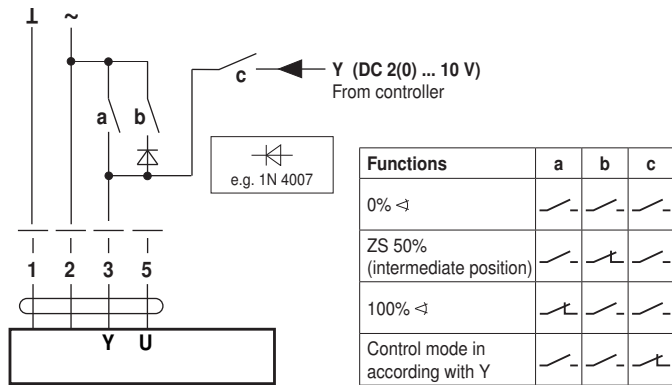 ⊥ ~
Y (DC 2(0) ... 10 V)
From controller
c
a b
e.g. 1N 4007
Functions a b c
0% ∢
ZS 50%
(intermediate position)
100% ∢
Control mode in
according with Y
1 2 3 5
Y U